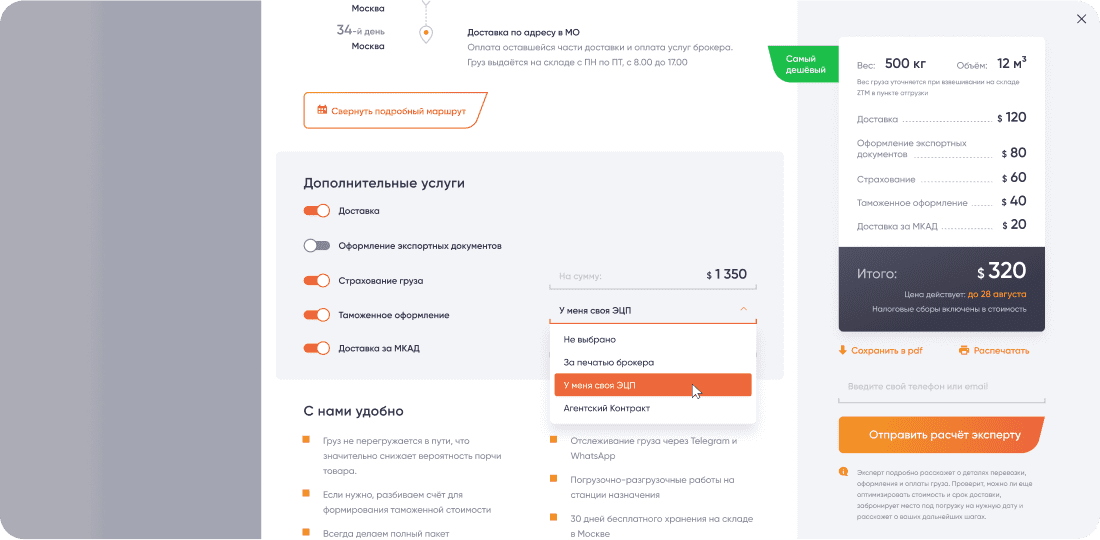 Москва
34-й день
Москва
Доставка по адресу в МО
Оплата оставшейся части доставки и оплата услуг брокера.
Груз выдаётся на складе с ПН по ПТ, с 8.00 до 17.00
Свернуть подробный маршрут
Дополнительные услуги
Доставка
Оформление экспортных документов
Страхование груза
На сумму: $ 1 350
Таможенное оформление
У меня своя ЭЦП
Доставка за МКАД
Не выбрано
За печатью брокера
У меня своя ЭЦП
Агентский Контракт
С нами удобно
Груз не перегружается в пути, что
значительно снижает вероятность порчи
товара.
Если нужно, разбиваем счёт для
формирования таможенной стоимости
Всегда делаем полный пакет
Отслеживание груза через Telegram и
WhatsApp
Погрузочно-разгрузочные работы на
станции назначения
30 дней бесплатного хранения на складе
в Москве
Самый
дешёвый
Вес: 500 кг Объём: 12 м³
Вес груза уточняется при взвешивании на складе
ZTM в пункте отгрузки
Доставка $ 120
Оформление экспортных
документов $ 80
Страхование $ 60
Таможенное оформление $ 40
Доставка за МКАД $ 20
Итого: $ 320
Цена действует: до 28 августа
Налоговые сборы включены в стоимость
Сохранить в pdf Распечатать
Введите свой телефон или email
Отправить расчёт эксперту
Эксперт подробно расскажет о деталях перевозки,
оформления и оплаты груза. Проверит, можно ли еще
оптимизировать стоимость и срок доставки,
забронирует место под погрузку на нужную дату и
расскажет о ваших дальнейших шагах.